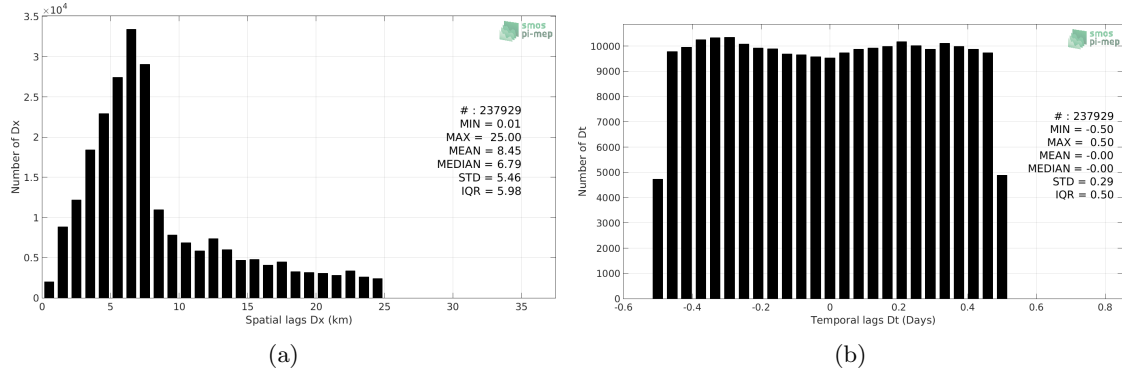 ×10⁴
3.5
3
2.5
2
1.5
1
0.5
0
Number of Dx
smos
pi-mep
# : 237929
MIN = 0.01
MAX = 25.00
MEAN = 8.45
MEDIAN = 6.79
STD = 5.46
IQR = 5.98
0 5 10 15 20 25 30 35
Spatial lags Dx (km)
(a)
10000
9000
8000
7000
6000
5000
4000
3000
2000
1000
0
Number of Dt
smos
pi-mep
# : 237929
MIN = -0.50
MAX = 0.50
MEAN = -0.00
MEDIAN = -0.00
STD = 0.29
IQR = 0.50
-0.6 -0.4 -0.2 0 0.2 0.4 0.6 0.8
Temporal lags Dt (Days)
(b)